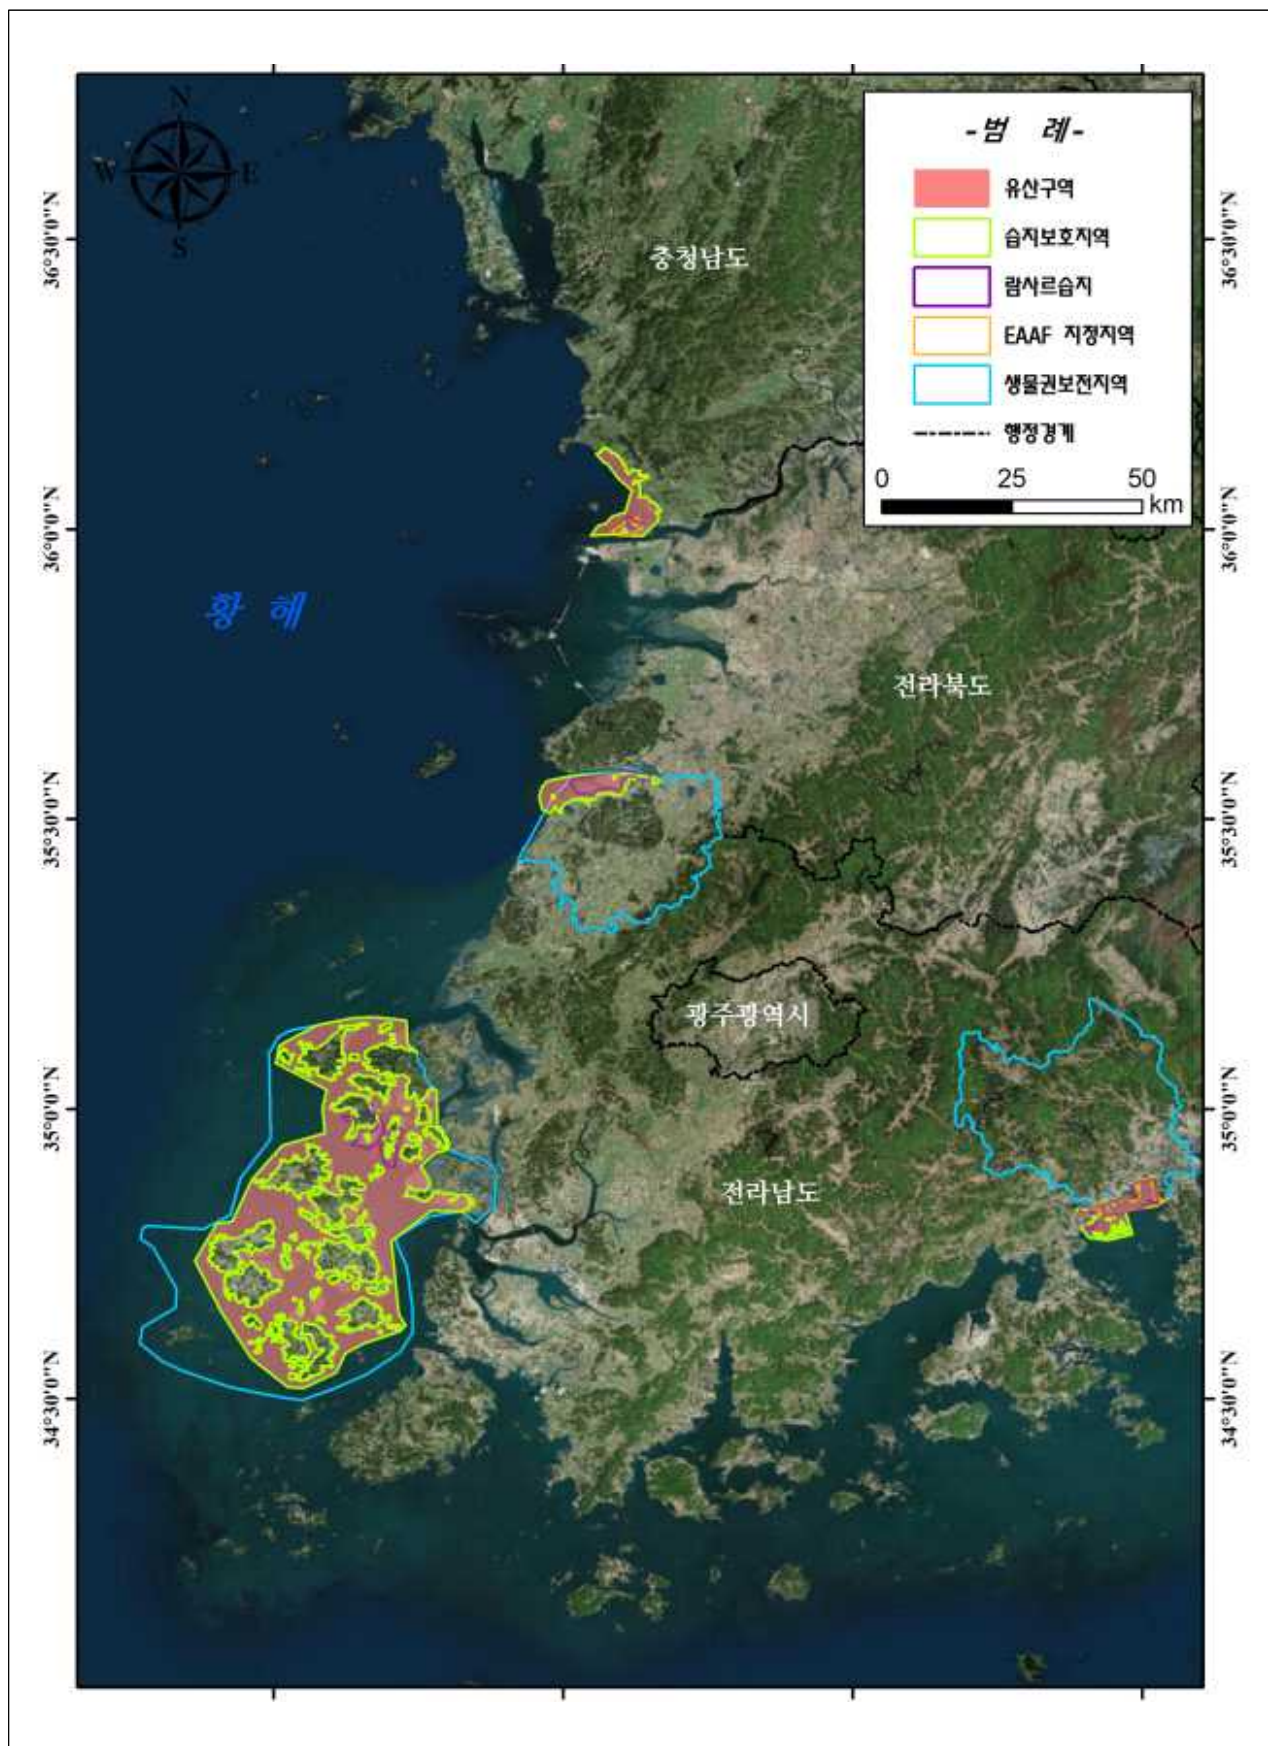 N
W E
S
-범 례-
유산구역
습지보호지역
람사르습지
EAAF 지정지역
생물권보전지역
행정경계
0 25 50
km
충청남도
황 해
전라북도
광주광역시
전라남도
36°30'0"N
36°0'0"N
35°30'0"N
35°0'0"N
34°30'0"N
36°30'0"N
36°0'0"N
35°30'0"N
35°0'0"N
34°30'0"N